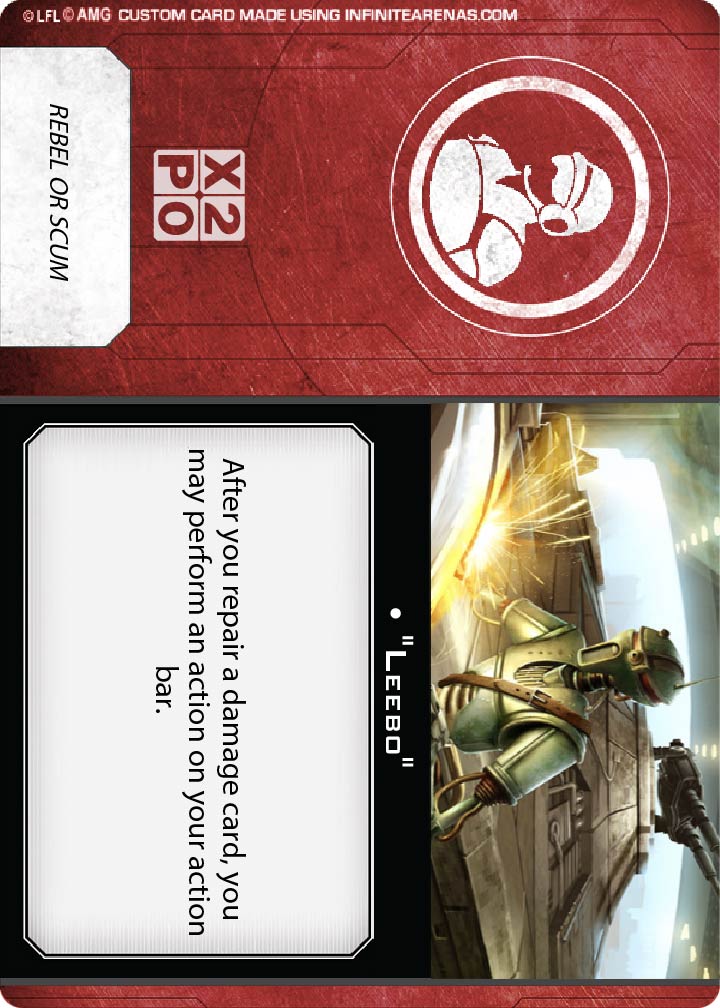 ©LFL ©AMG CUSTOM CARD MADE USING INFINITEARENAS.COM
REBEL OR SCUM
X2
PO
• "LEEBO"
After you repair a damage card, you
may perform an action on your action
bar.